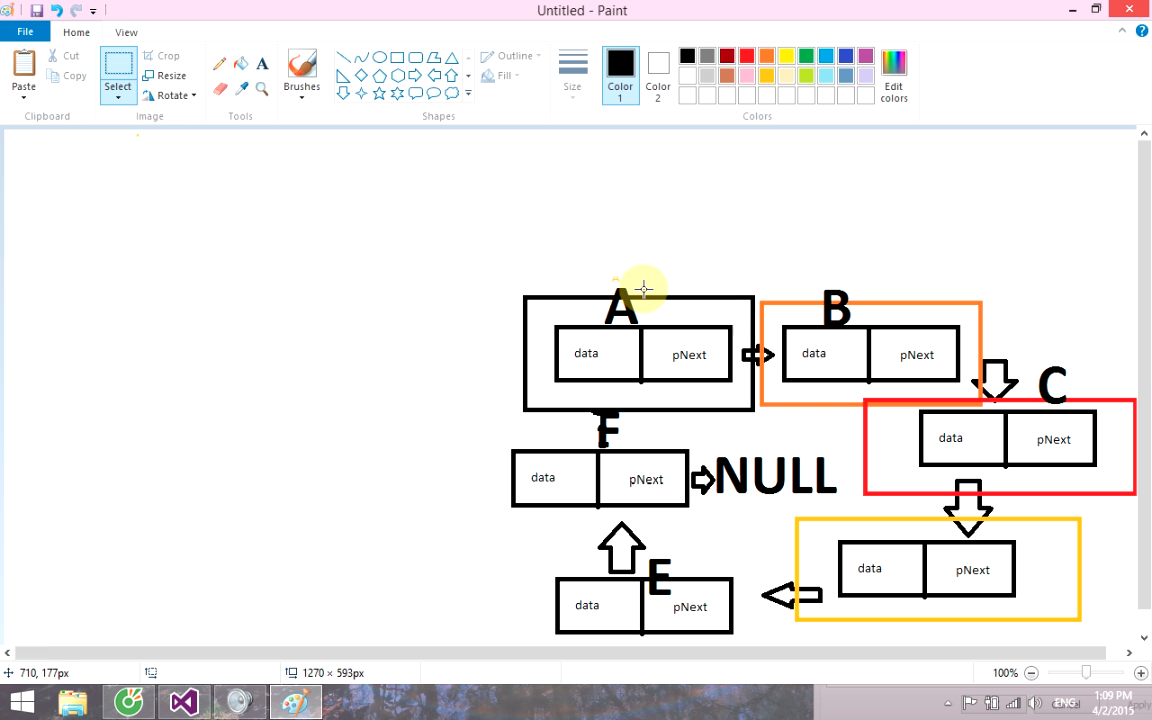 Untitled - Paint
File Home View
Cut
Copy
Paste
Select
Crop
Resize
Rotate
Brushes
Outline
Fill
Size
Color 1
Color 2
Edit colors
Clipboard
Image
Tools
Shapes
Colors
A
data pNext
B
data pNext
C
data pNext
F
data pNext
NULL
data pNext
E
data pNext
710, 177px
1270 × 593px
100%
ENG
1:09 PM
4/2/2015